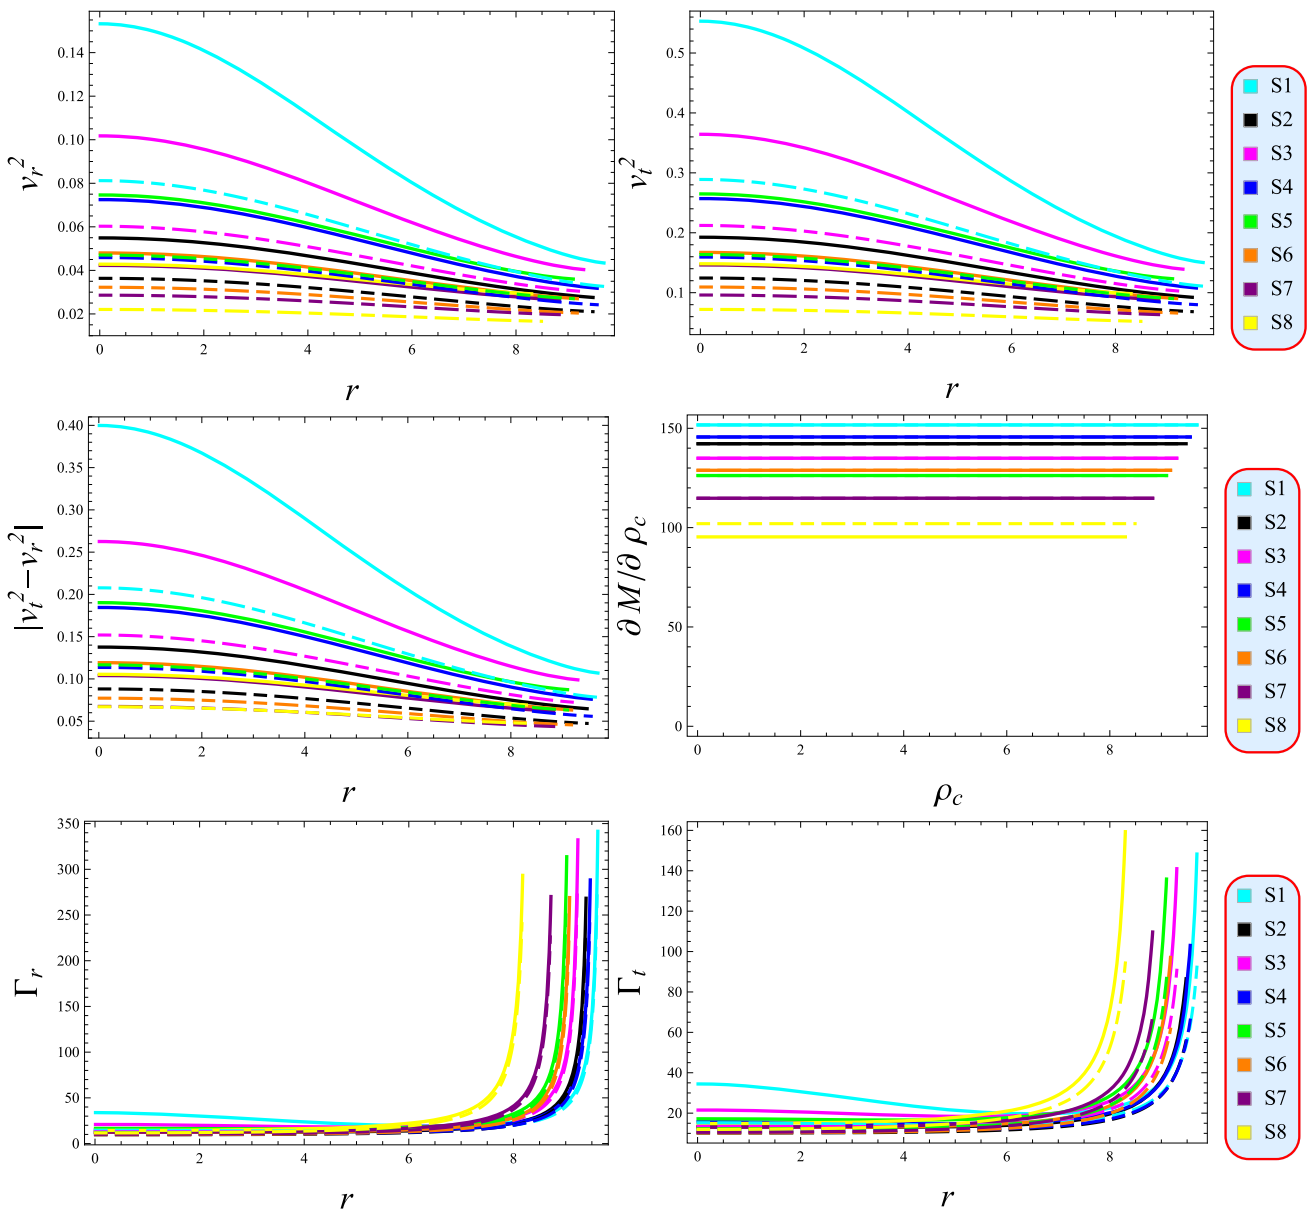 0.14
0.12
0.10
0.08
0.06
0.04
0.02
v_r^2
0 2 4 6 8
r
0.5
0.4
0.3
0.2
0.1
v_t^2
0 2 4 6 8
r
S1
S2
S3
S4
S5
S6
S7
S8
0.40
0.35
0.30
0.25
0.20
0.15
0.10
0.05
|v_t^2−v_r^2|
0 2 4 6 8
r
150
100
50
0
∂ M/∂ ρ_c
0 2 4 6 8
ρ_c
S1
S2
S3
S4
S5
S6
S7
S8
350
300
250
200
150
100
50
0
Γ_r
0 2 4 6 8
r
160
140
120
100
80
60
40
20
Γ_t
0 2 4 6 8
r
S1
S2
S3
S4
S5
S6
S7
S8